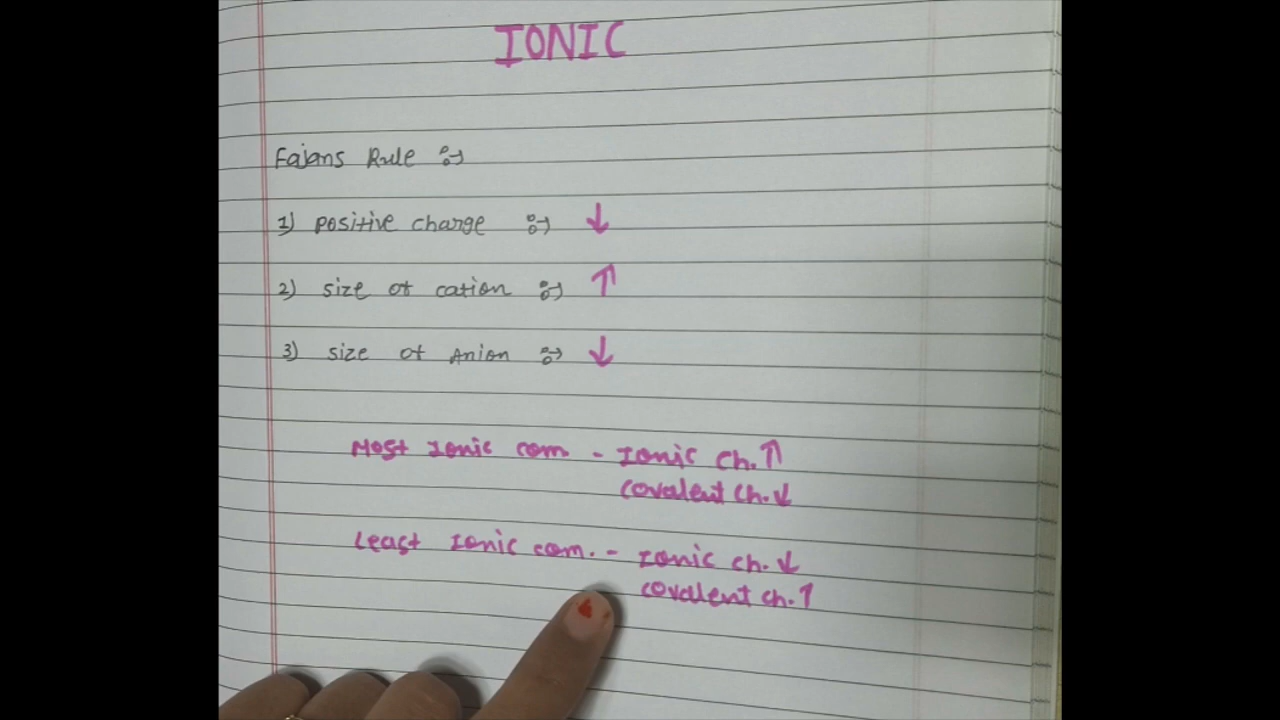 IONIC
Fajans Rule :-
1) positive charge :- ↓
2) size of cation :- ↑
3) size of Anion :- ↓
Most Ionic com - Ionic ch. ↑
covalent ch. ↓
Least Ionic com. - Ionic ch. ↓
covalent ch. ↑